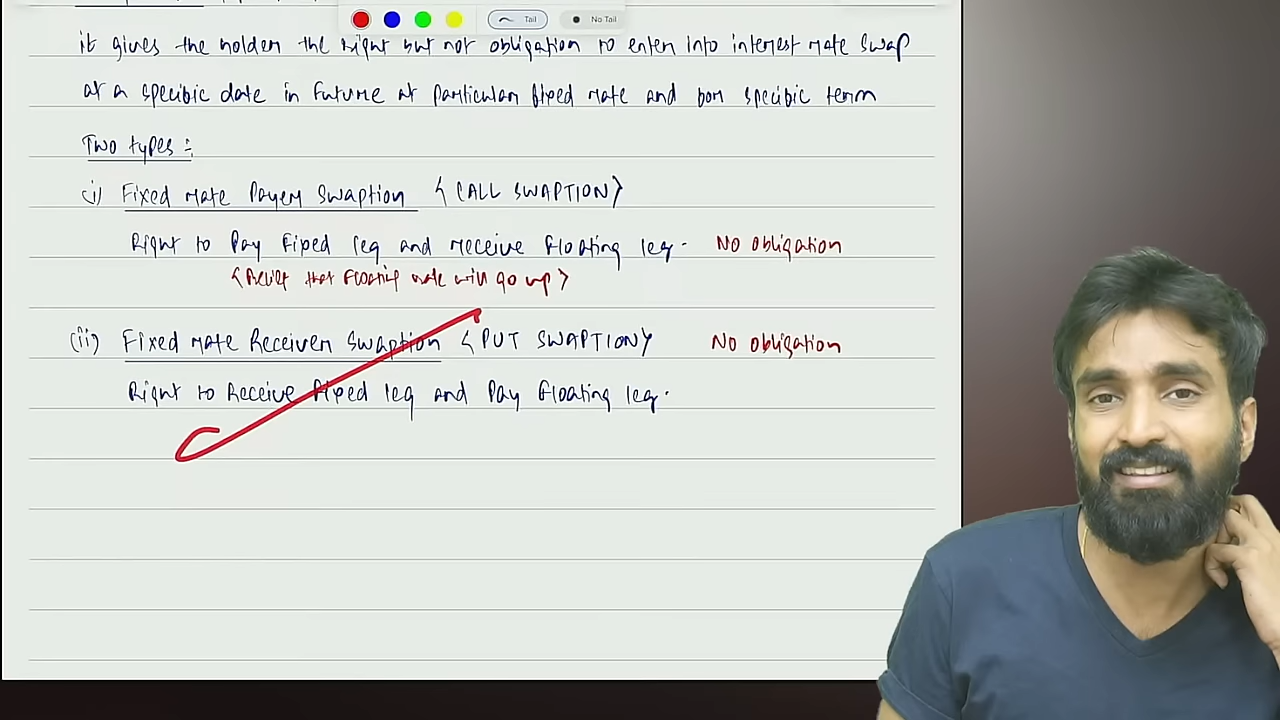 Tail No Tail
it gives the holder the right but not obligation to enter into interest rate swap
at a specific date in future at particular fixed rate and for specific term
Two types :-
(i) Fixed rate Payer Swaption {CALL SWAPTION}
Right to Pay Fixed leg and receive Floating leg. No obligation
{Belief that Floating rate will go up}
(ii) Fixed rate Receiver Swaption {PUT SWAPTION} No obligation
Right to Receive fixed leg and Pay Floating leg.